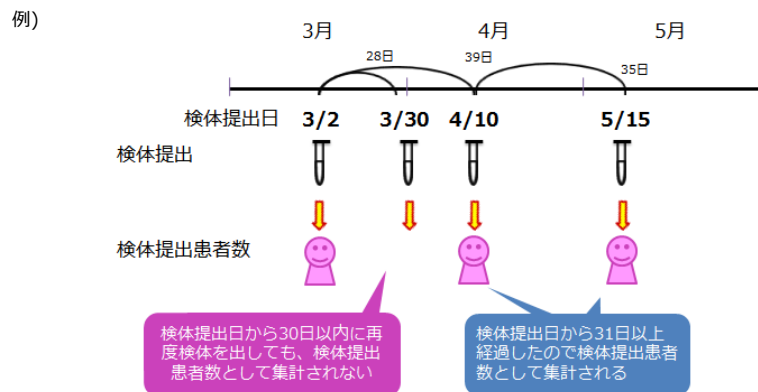 例)
3月 4月 5月
28日 39日 35日
検体提出日 3/2 3/30 4/10 5/15
検体提出
検体提出患者数
検体提出日から30日以内に再
度検体を出しても、検体提出
患者数として集計されない
検体提出日から31日以上
経過したので検体提出患者
数として集計される